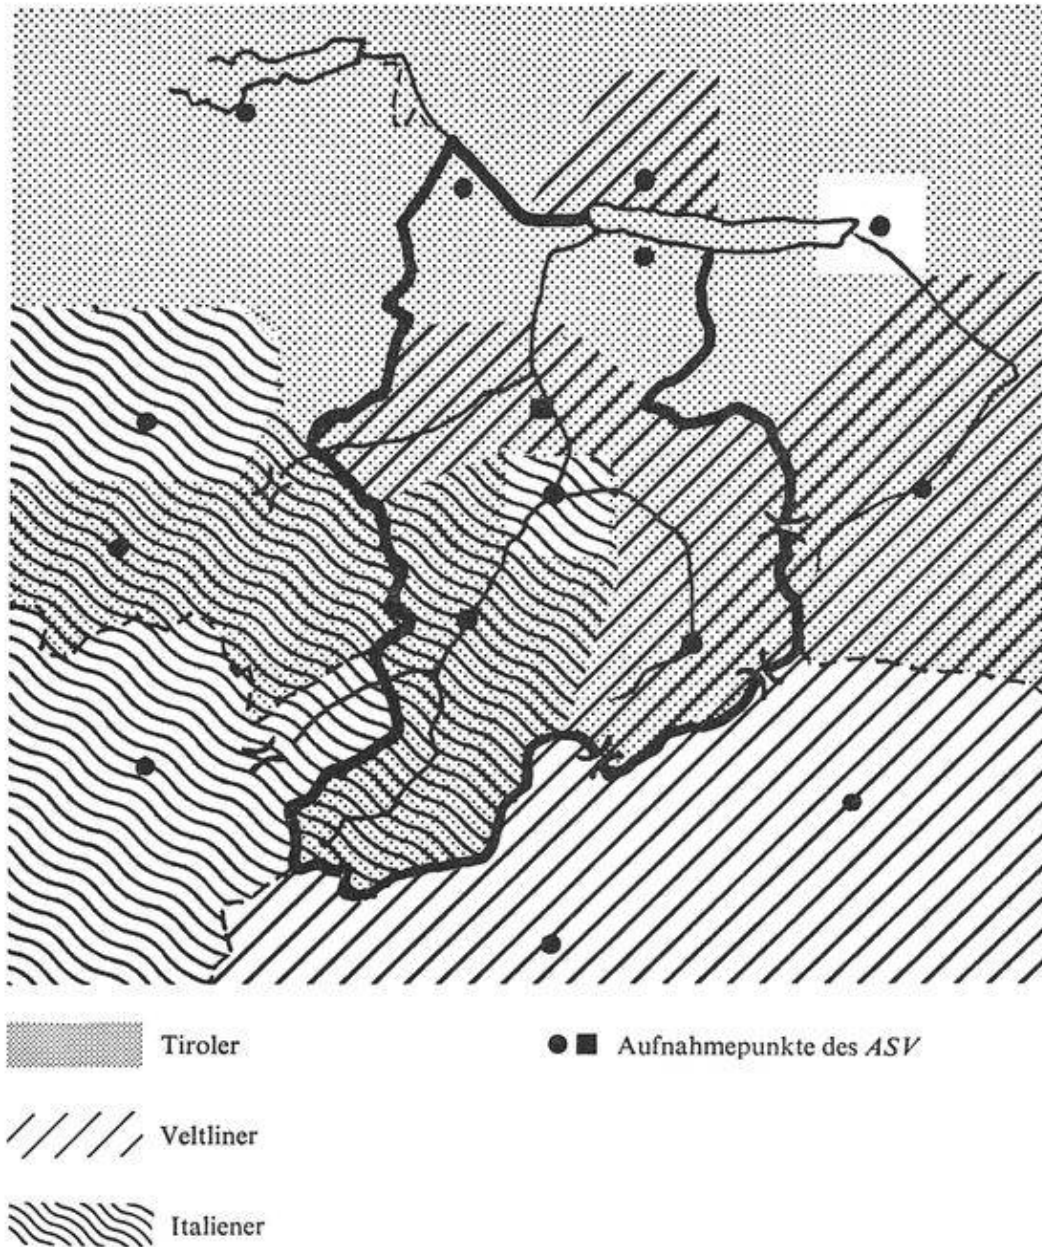 Tiroler
● ■ Aufnahmepunkte des ASV
Veltliner
Italiener